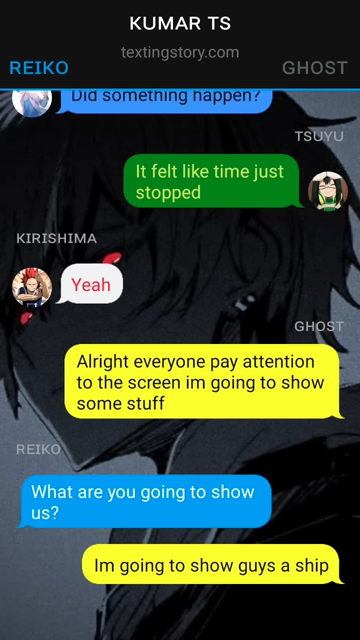 KUMAR TS
textingstory.com
REIKO
GHOST
Did something happen?
TSUYU
It felt like time just
stopped
KIRISHIMA
Yeah
GHOST
Alright everyone pay attention
to the screen im going to show
some stuff
REIKO
What are you going to show
us?
Im going to show guys a ship